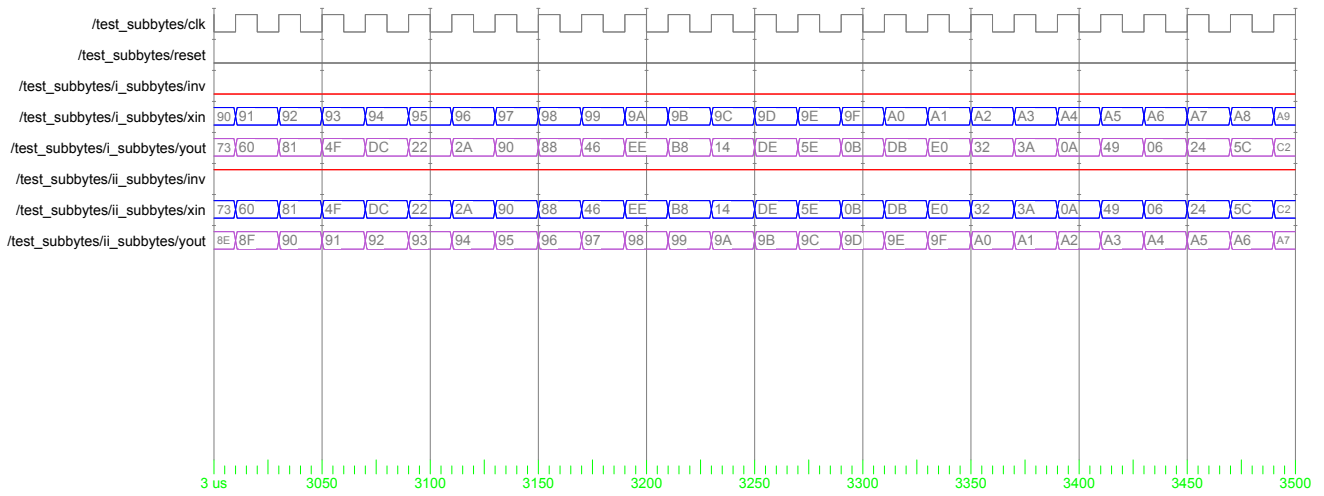 /test_subbytes/clk
/test_subbytes/reset
/test_subbytes/i_subbytes/inv
/test_subbytes/i_subbytes/xin 90 91 92 93 94 95 96 97 98 99 9A 9B 9C 9D 9E 9F A0 A1 A2 A3 A4 A5 A6 A7 A8 A9
/test_subbytes/i_subbytes/yout 73 60 81 4F DC 22 2A 90 88 46 EE B8 14 DE 5E 0B DB E0 32 3A 0A 49 06 24 5C C2
/test_subbytes/ii_subbytes/inv
/test_subbytes/ii_subbytes/xin 73 60 81 4F DC 22 2A 90 88 46 EE B8 14 DE 5E 0B DB E0 32 3A 0A 49 06 24 5C C2
/test_subbytes/ii_subbytes/yout 8E 8F 90 91 92 93 94 95 96 97 98 99 9A 9B 9C 9D 9E 9F A0 A1 A2 A3 A4 A5 A6 A7
3 us 3050 3100 3150 3200 3250 3300 3350 3400 3450 3500